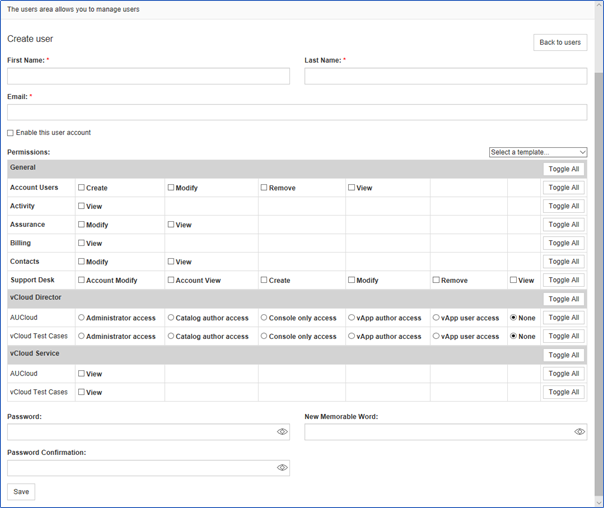 The users area allows you to manage users
Create user
Back to users
First Name: * Last Name: *
Email: *
Enable this user account
Permissions: Select a template...
General Toggle All
Account Users Create Modify Remove View Toggle All
Activity View Toggle All
Assurance Modify View Toggle All
Billing View Toggle All
Contacts Modify View Toggle All
Support Desk Account Modify Account View Create Modify Remove View Toggle All
vCloud Director Toggle All
AUCloud Administrator access Catalog author access Console only access vApp author access vApp user access None Toggle All
vCloud Test Cases Administrator access Catalog author access Console only access vApp author access vApp user access None Toggle All
vCloud Service Toggle All
AUCloud View Toggle All
vCloud Test Cases View Toggle All
Password: New Memorable Word:
Password Confirmation:
Save